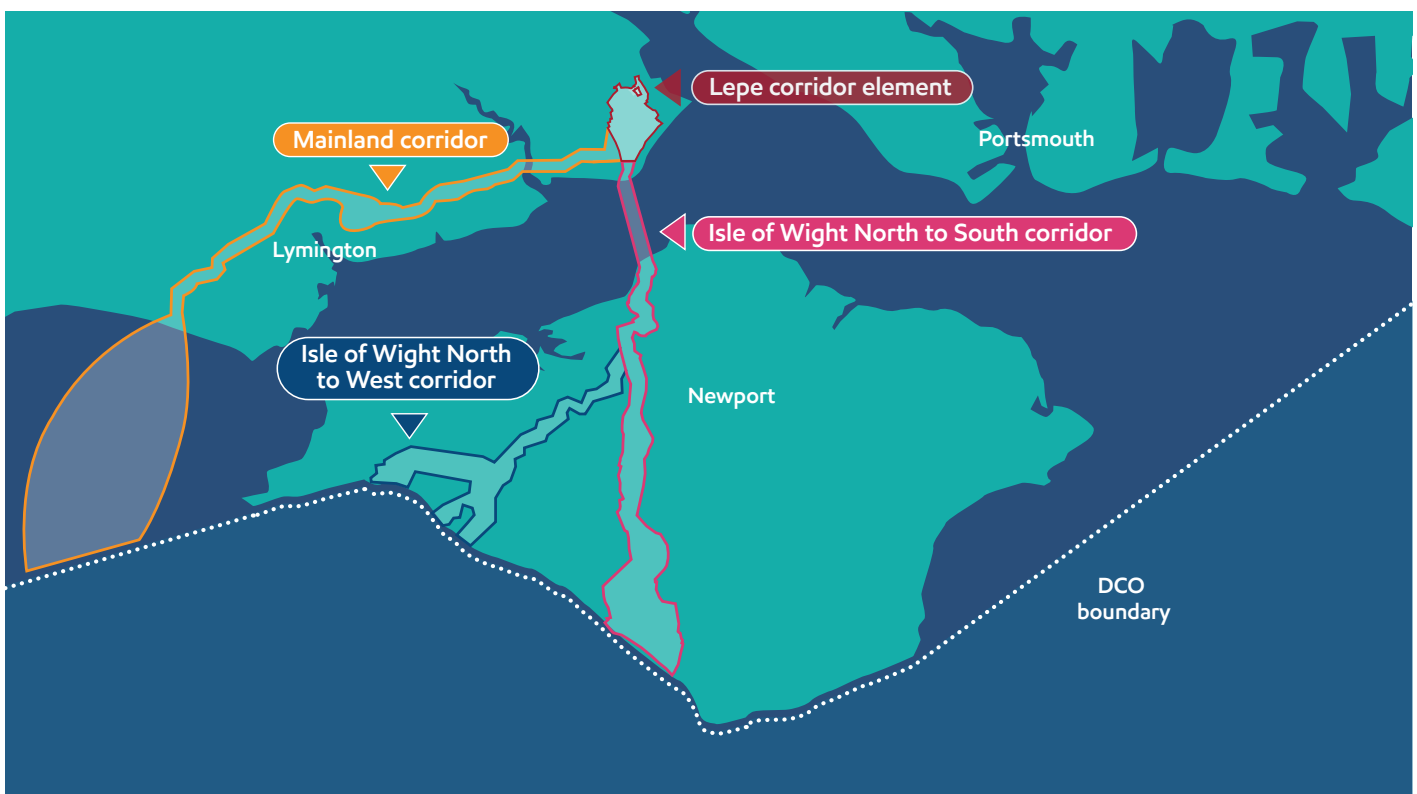 Lepe corridor element
Mainland corridor
Portsmouth
Isle of Wight North to South corridor
Lymington
Isle of Wight North
to West corridor
Newport
DCO
boundary